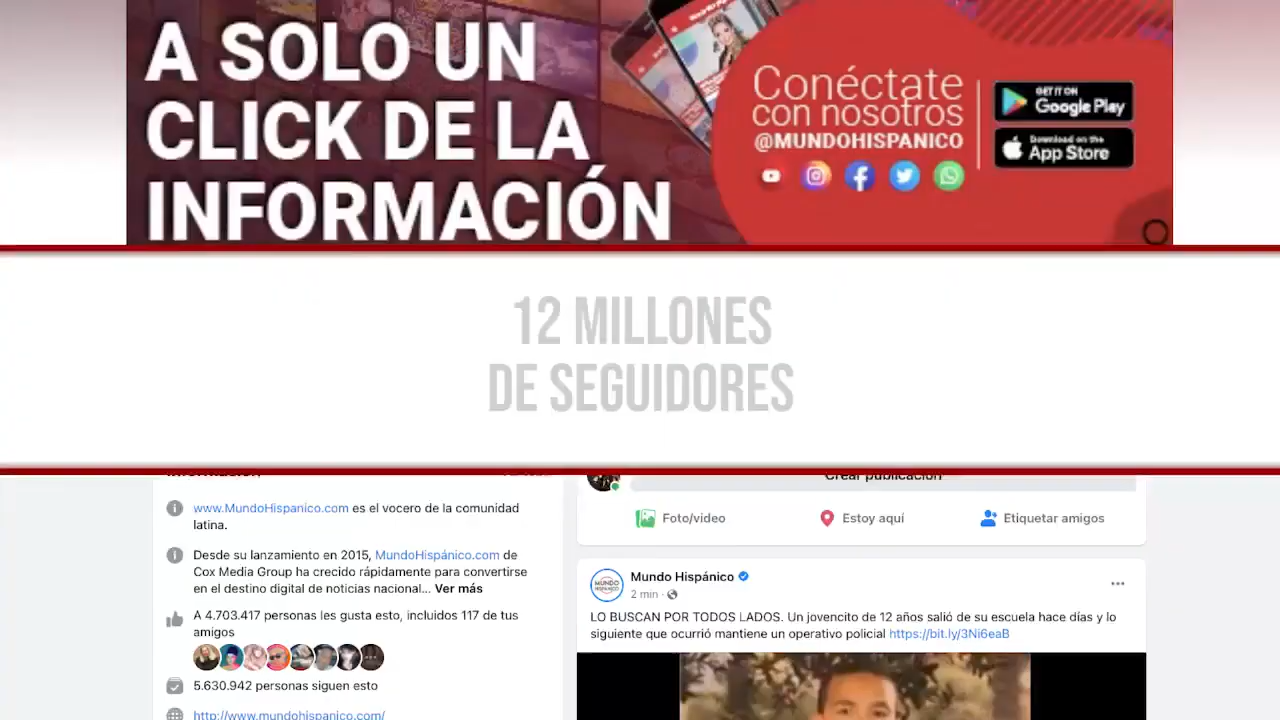 A SOLO UN
CLICK DE LA
INFORMACIÓN
Conéctate
con nosotros
@MUNDOHISPANICO
GET IT ON
Google Play
Download on the
App Store
12 MILLONES
DE SEGUIDORES
www.MundoHispanico.com es el vocero de la comunidad
latina.
Desde su lanzamiento en 2015, MundoHispánico.com de
Cox Media Group ha crecido rápidamente para convertirse
en el destino digital de noticias nacional... Ver más
A 4.703.417 personas les gusta esto, incluidos 117 de tus
amigos
5.630.942 personas siguen esto
http://www.mundohispanico.com/
Crear publicación
Foto/video
Estoy aquí
Etiquetar amigos
MUNDO
HISPÁNICO
Mundo Hispánico
2 min ·
LO BUSCAN POR TODOS LADOS. Un jovencito de 12 años salió de su escuela hace días y lo
siguiente que ocurrió mantiene un operativo policial https://bit.ly/3Ni6eaB